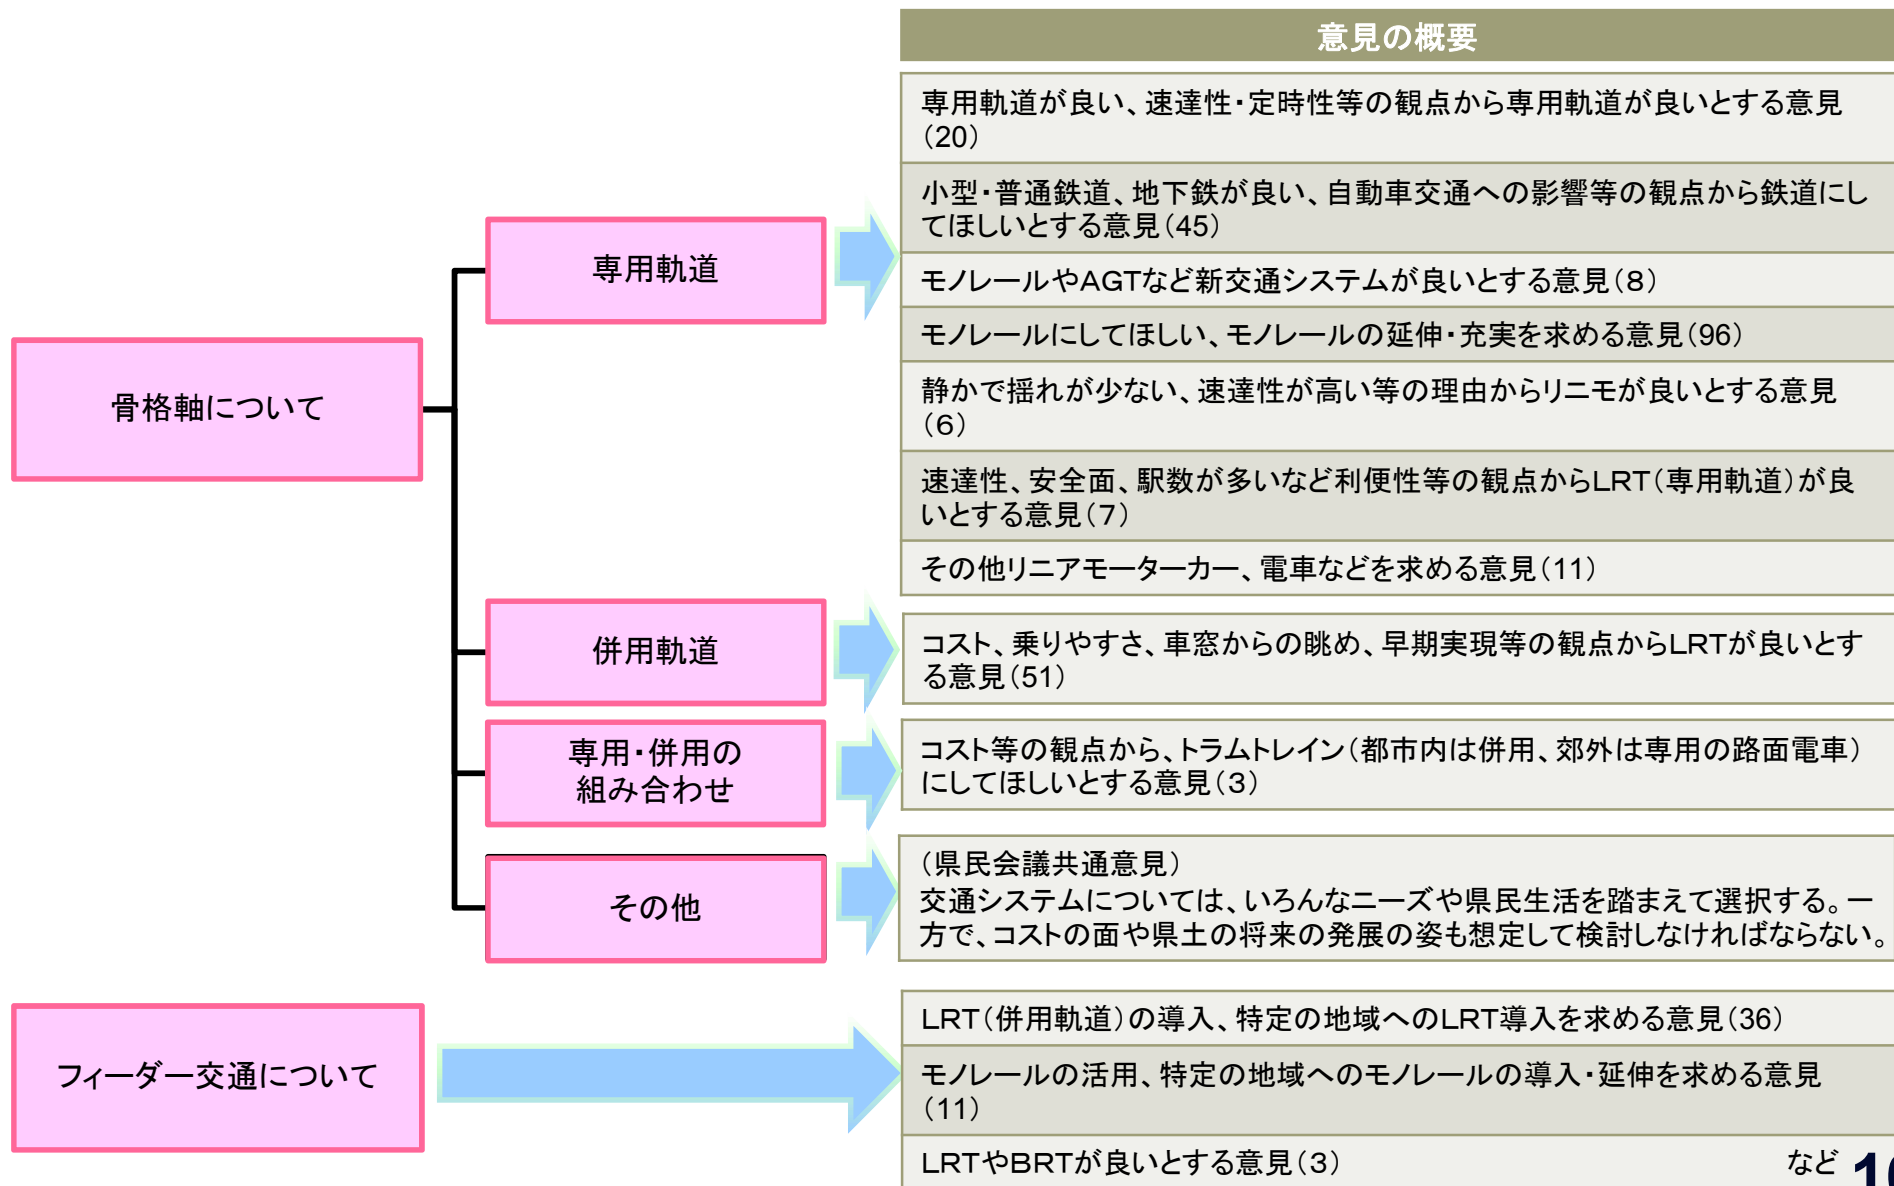 意見の概要
骨格軸について
専用軌道
専用軌道が良い、速達性・定時性等の観点から専用軌道が良いとする意見
（20）
小型・普通鉄道、地下鉄が良い、自動車交通への影響等の観点から鉄道にし
てほしいとする意見（45）
モノレールやAGTなど新交通システムが良いとする意見（8）
モノレールにしてほしい、モノレールの延伸・充実を求める意見（96）
静かで揺れが少ない、速達性が高い等の理由からリニモが良いとする意見
（6）
速達性、安全面、駅数が多いなど利便性等の観点からLRT（専用軌道）が良
いとする意見（7）
その他リニアモーターカー、電車などを求める意見（11）
併用軌道
コスト、乗りやすさ、車窓からの眺め、早期実現等の観点からLRTが良いとす
る意見（51）
専用・併用の
組み合わせ
コスト等の観点から、トラムトレイン（都市内は併用、郊外は専用の路面電車）
にしてほしいとする意見（3）
その他
（県民会議共通意見）
交通システムについては、いろんなニーズや県民生活を踏まえて選択する。一
方で、コストの面や県土の将来の発展の姿も想定して検討しなければならない。
フィーダー交通について
LRT（併用軌道）の導入、特定の地域へのLRT導入を求める意見（36）
モノレールの活用、特定の地域へのモノレールの導入・延伸を求める意見
（11）
LRTやBRTが良いとする意見（3） など